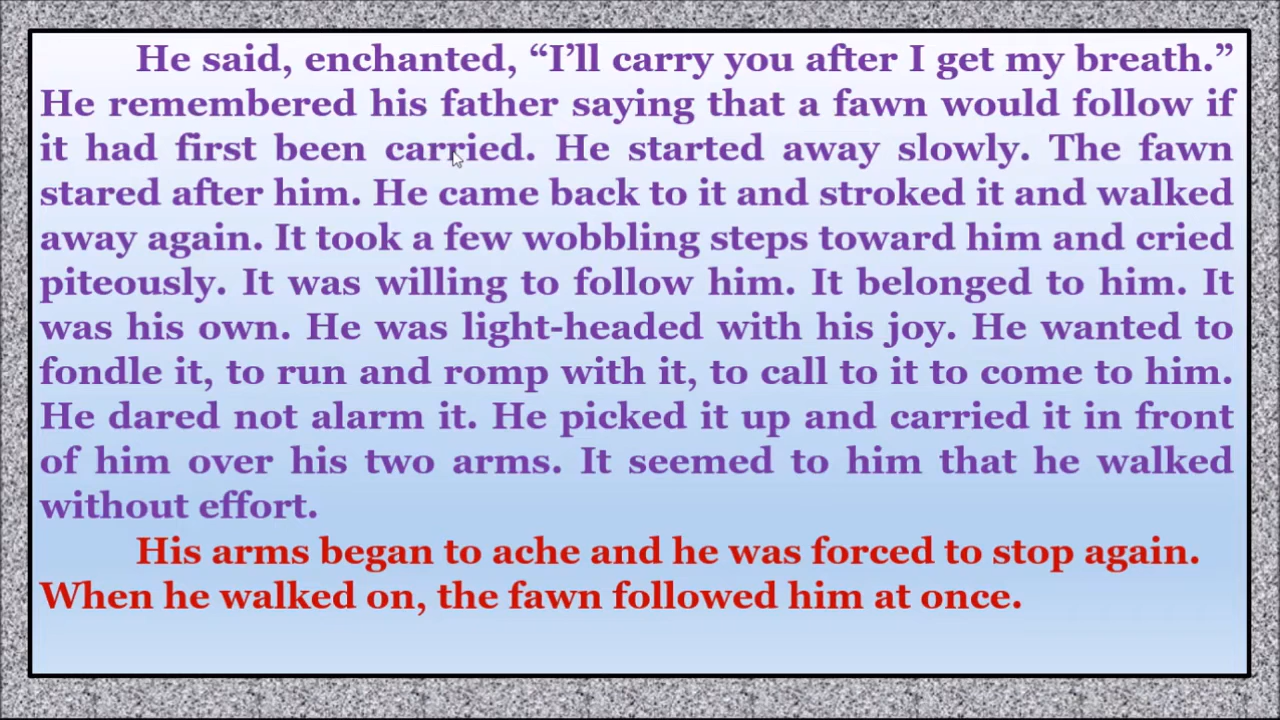 He said, enchanted, “I’ll carry you after I get my breath.”
He remembered his father saying that a fawn would follow if
it had first been carried. He started away slowly. The fawn
stared after him. He came back to it and stroked it and walked
away again. It took a few wobbling steps toward him and cried
piteously. It was willing to follow him. It belonged to him. It
was his own. He was light-headed with his joy. He wanted to
fondle it, to run and romp with it, to call to it to come to him.
He dared not alarm it. He picked it up and carried it in front
of him over his two arms. It seemed to him that he walked
without effort.
His arms began to ache and he was forced to stop again.
When he walked on, the fawn followed him at once.